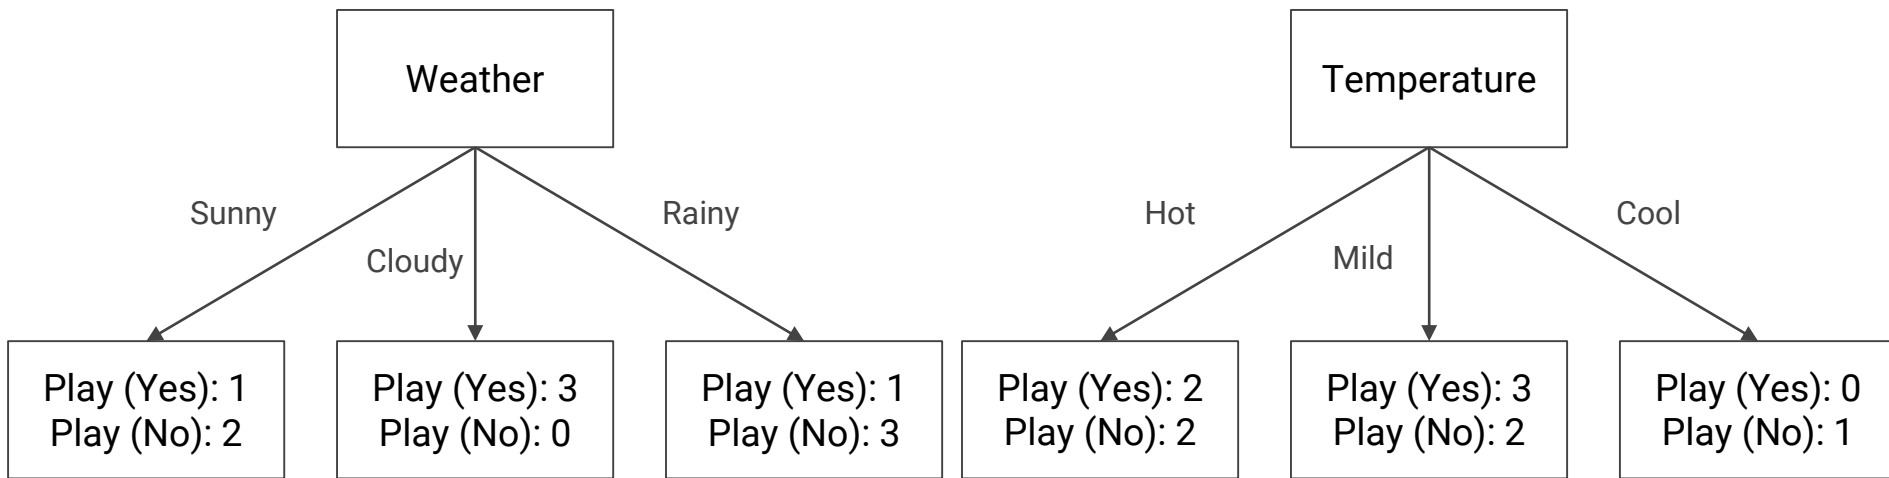 Weather
Sunny
Cloudy
Rainy
Play (Yes): 1
Play (No): 2
Play (Yes): 3
Play (No): 0
Play (Yes): 1
Play (No): 3
Temperature
Hot
Mild
Cool
Play (Yes): 2
Play (No): 2
Play (Yes): 3
Play (No): 2
Play (Yes): 0
Play (No): 1